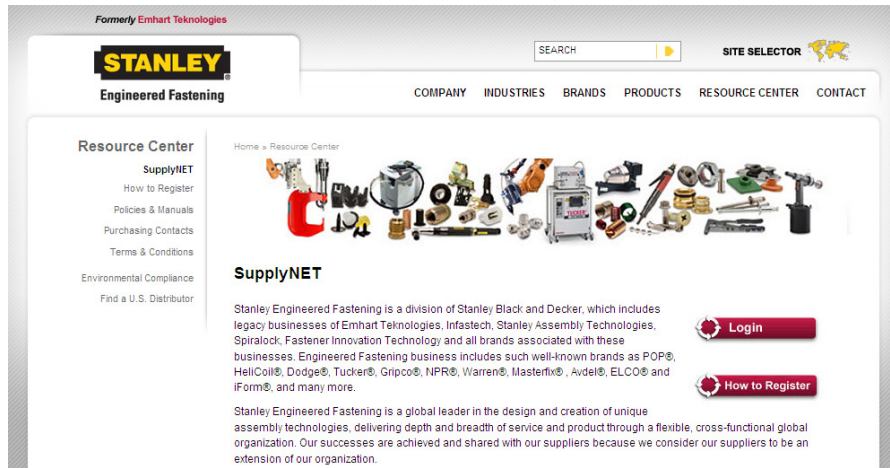 Formerly Emhart Teknologies
STANLEY
®
Engineered Fastening
SEARCH
SITE SELECTOR
COMPANY INDUSTRIES BRANDS PRODUCTS RESOURCE CENTER CONTACT
Resource Center
SupplyNET
How to Register
Policies & Manuals
Purchasing Contacts
Terms & Conditions
Environmental Compliance
Find a U.S. Distributor
Home » Resource Center
TUCKER
SupplyNET
Stanley Engineered Fastening is a division of Stanley Black and Decker, which includes
legacy businesses of Emhart Teknologies, Infastech, Stanley Assembly Technologies,
Spiralock, Fastener Innovation Technology and all brands associated with these
businesses. Engineered Fastening business includes such well-known brands as POP®,
HeliCoil®, Dodge®, Tucker®, Gripco®, NPR®, Warren®, Masterfix® , Avdel®, ELCO® and
iForm®, and many more.
Login
How to Register
Stanley Engineered Fastening is a global leader in the design and creation of unique
assembly technologies, delivering depth and breadth of service and product through a flexible, cross-functional global
organization. Our successes are achieved and shared with our suppliers because we consider our suppliers to be an
extension of our organization.